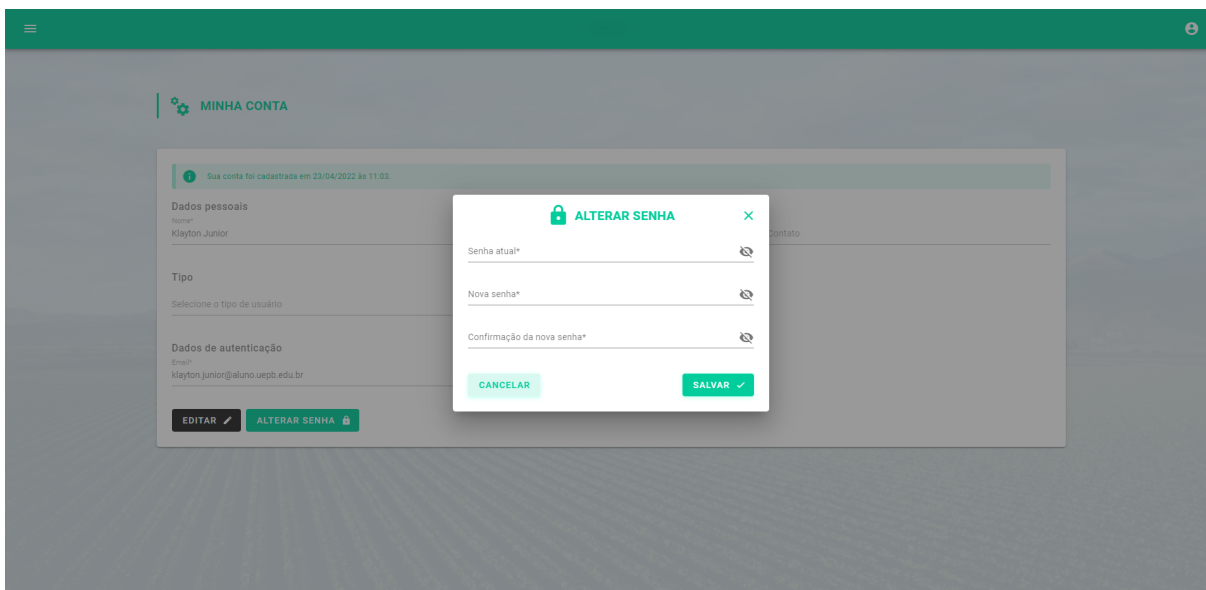 MINHA CONTA
Sua conta foi cadastrada em 23/04/2022 às 11:03.
Dados pessoais
Nome*
Klayton Junior
Contato
Tipo
Selecione o tipo de usuário
Dados de autenticação
Email*
klayton.junior@aluno.uepb.edu.br
EDITAR
ALTERAR SENHA
ALTERAR SENHA
Senha atual*
Nova senha*
Confirmação da nova senha*
CANCELAR
SALVAR